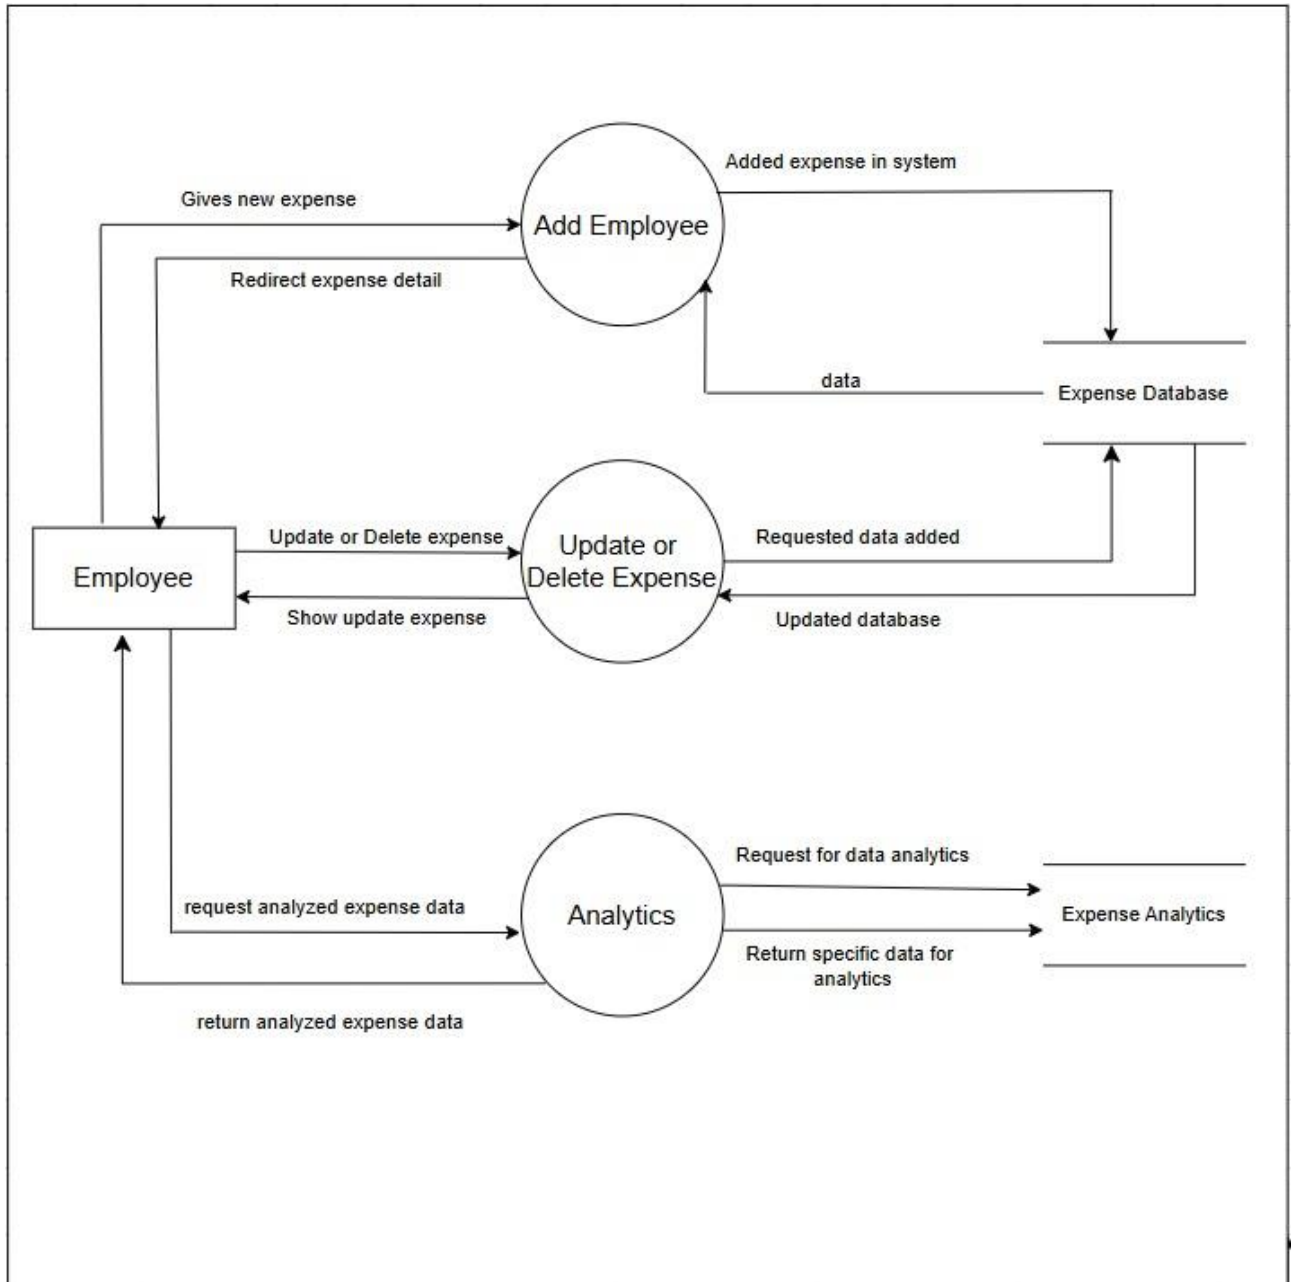 Added expense in system
Gives new expense
Add Employee
Redirect expense detail
data
Expense Database
Update or Delete expense
Requested data added
Update or
Delete Expense
Employee
Show update expense
Updated database
Request for data analytics
request analyzed expense data
Analytics
Expense Analytics
Return specific data for
analytics
return analyzed expense data